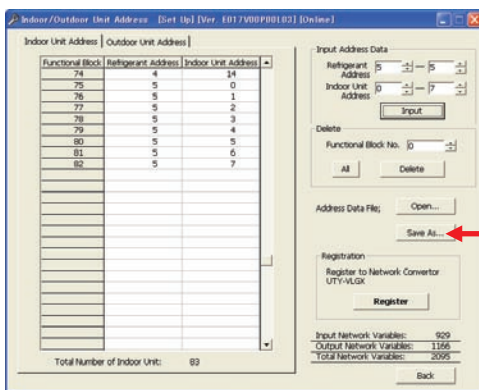 Indoor/Outdoor Unit Address [Set Up] [Ver. E017V00P00L03] [Online]
Indoor Unit Address Outdoor Unit Address
Functional Block Refrigerant Address Indoor Unit Address
74 4 14
75 5 0
76 5 1
77 5 2
78 5 3
79 5 4
80 5 5
81 5 6
82 5 7
Total Number of Indoor Unit: 83
Input Address Data
Refrigerant Address 5 — 5
Indoor Unit Address 0 — 7
Input
Delete
Functional Block No. 0
All Delete
Address Data File; Open...
Save As...
Registration
Register to Network Convertor
UTY-VLGX
Register
Input Network Variables: 929
Output Network Variables: 1166
Total Network Variables: 2095
Back